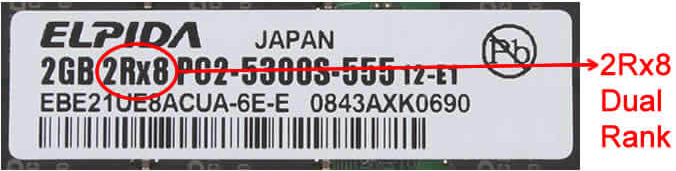 ELPIDA JAPAN
Pb
2GB 2Rx8 PC2-5300S-555 12-E1
EBE21UE8ACUA-6E-E 0843AXK0690
2Rx8
Dual
Rank